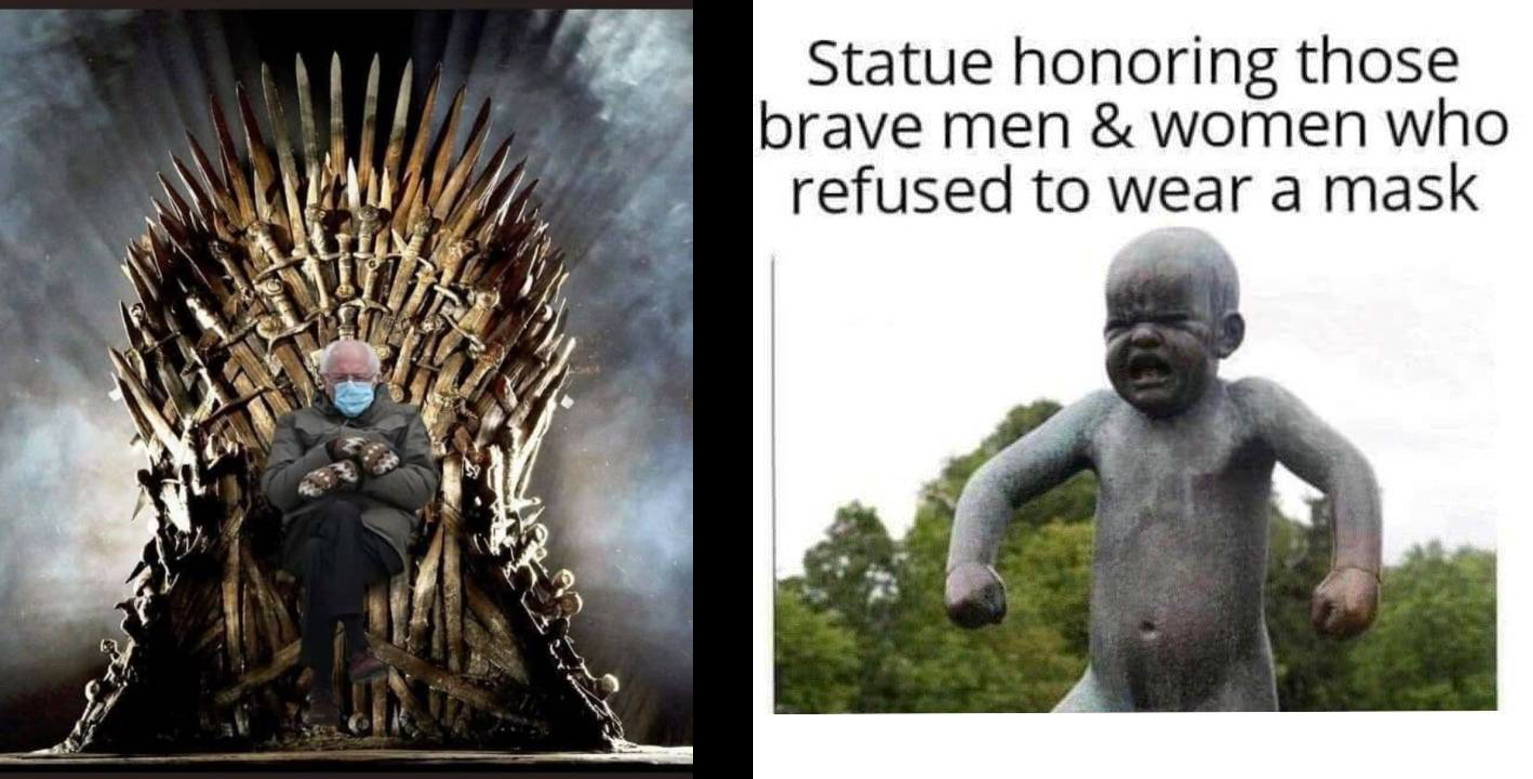 Statue honoring those
brave men & women who
refused to wear a mask